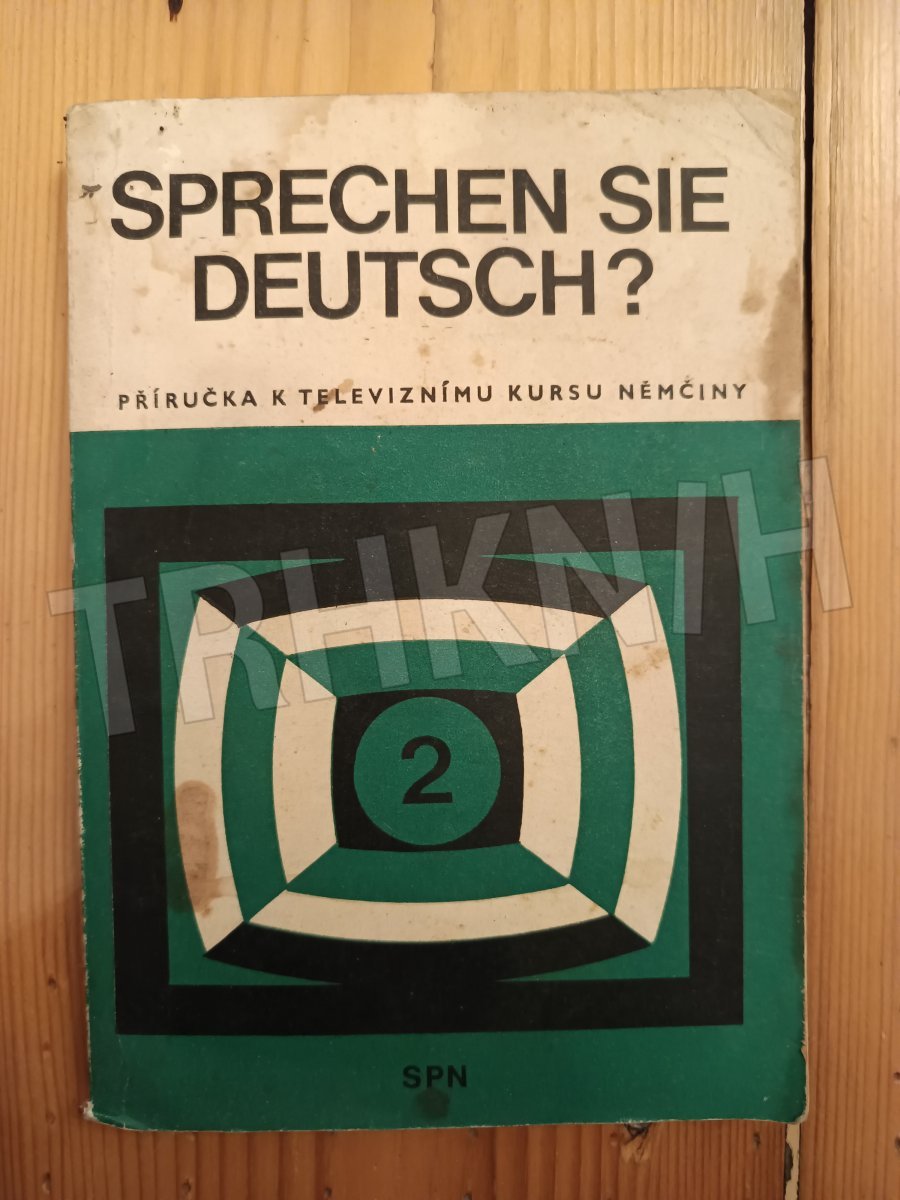 SPRECHEN SIE
DEUTSCH?
PŘÍRUČKA K TELEVIZNÍMU KURSU NĚMČINY
TRHKNIH
2
SPN